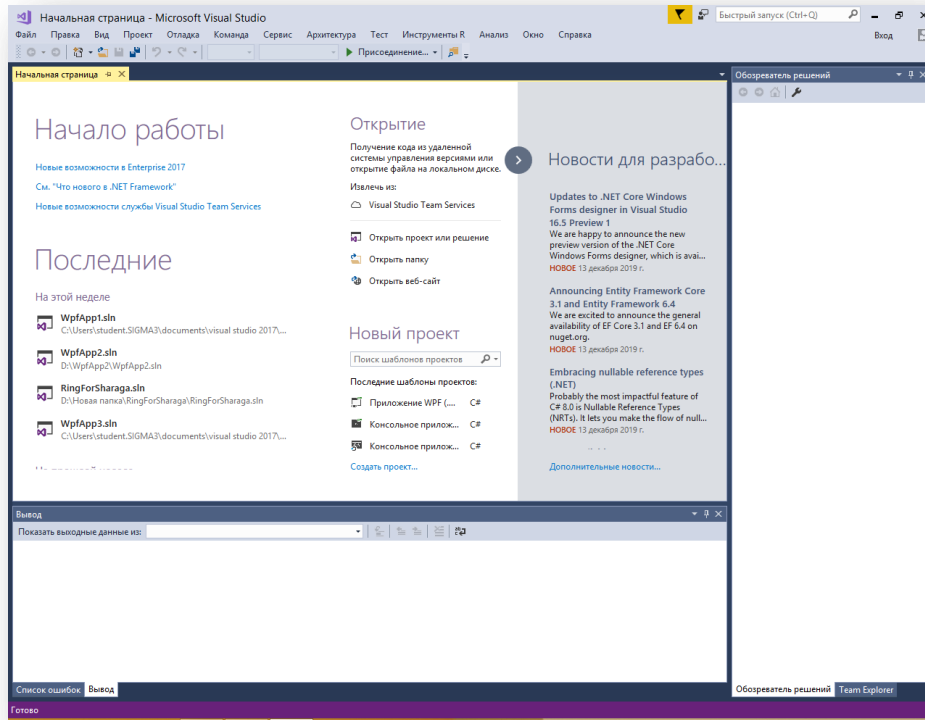 Начальная страница - Microsoft Visual Studio
Быстрый запуск (Ctrl+Q)
Файл Правка Вид Проект Отладка Команда Сервис Архитектура Тест Инструменты R Анализ Окно Справка Вход
Присоединение...
Начальная страница
Начало работы
Новые возможности в Enterprise 2017
См. "Что нового в .NET Framework"
Новые возможности службы Visual Studio Team Services
Последние
На этой неделе
WpfApp1.sln
C:\Users\student.SIGMA3\documents\visual studio 2017\...
WpfApp2.sln
D:\WpfApp2\WpfApp2.sln
RingForSharaga.sln
D:\Новая папка\RingForSharaga\RingForSharaga.sln
WpfApp3.sln
C:\Users\student.SIGMA3\documents\visual studio 2017\...
Открытие
Получение кода из удаленной
системы управления версиями или
открытие файла на локальном диске.
Извлечь из:
Visual Studio Team Services
Открыть проект или решение
Открыть папку
Открыть веб-сайт
Новый проект
Поиск шаблонов проектов
Последние шаблоны проектов:
Приложение WPF (.... C#
Консольное прилож... C#
Консольное прилож... C#
Создать проект...
Новости для разрабо...
Updates to .NET Core Windows
Forms designer in Visual Studio
16.5 Preview 1
We are happy to announce the new
preview version of the .NET Core
Windows Forms designer, which is avai...
НОВОЕ 13 декабря 2019 г.
Announcing Entity Framework Core
3.1 and Entity Framework 6.4
We are excited to announce the general
availability of EF Core 3.1 and EF 6.4 on
nuget.org.
НОВОЕ 13 декабря 2019 г.
Embracing nullable reference types
(.NET)
Probably the most impactful feature of
C# 8.0 is Nullable Reference Types
(NRTs). It lets you make the flow of null...
НОВОЕ 13 декабря 2019 г.
Дополнительные новости...
Обозреватель решений
Вывод
Показать выходные данные из:
Список ошибок Вывод
Обозреватель решений Team Explorer
Готово